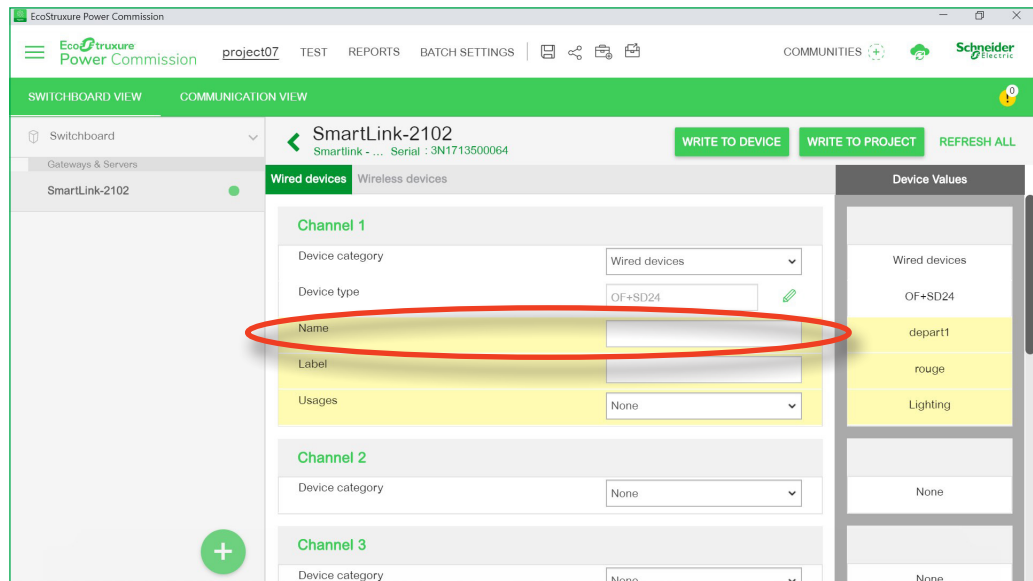 EcoStruxure Power Commission
EcoStruxure
Power Commission
project07 TEST REPORTS BATCH SETTINGS COMMUNITIES
Schneider
Electric
SWITCHBOARD VIEW COMMUNICATION VIEW
0
!
Switchboard
Gateways & Servers
SmartLink-2102
SmartLink-2102
Smartlink - ... Serial : 3N1713500064
WRITE TO DEVICE WRITE TO PROJECT REFRESH ALL
Wired devices Wireless devices
Device Values
Channel 1
Device category Wired devices Wired devices
Device type OF+SD24 OF+SD24
Name depart1
Label rouge
Usages None Lighting
Channel 2
Device category None None
Channel 3
Device category None None